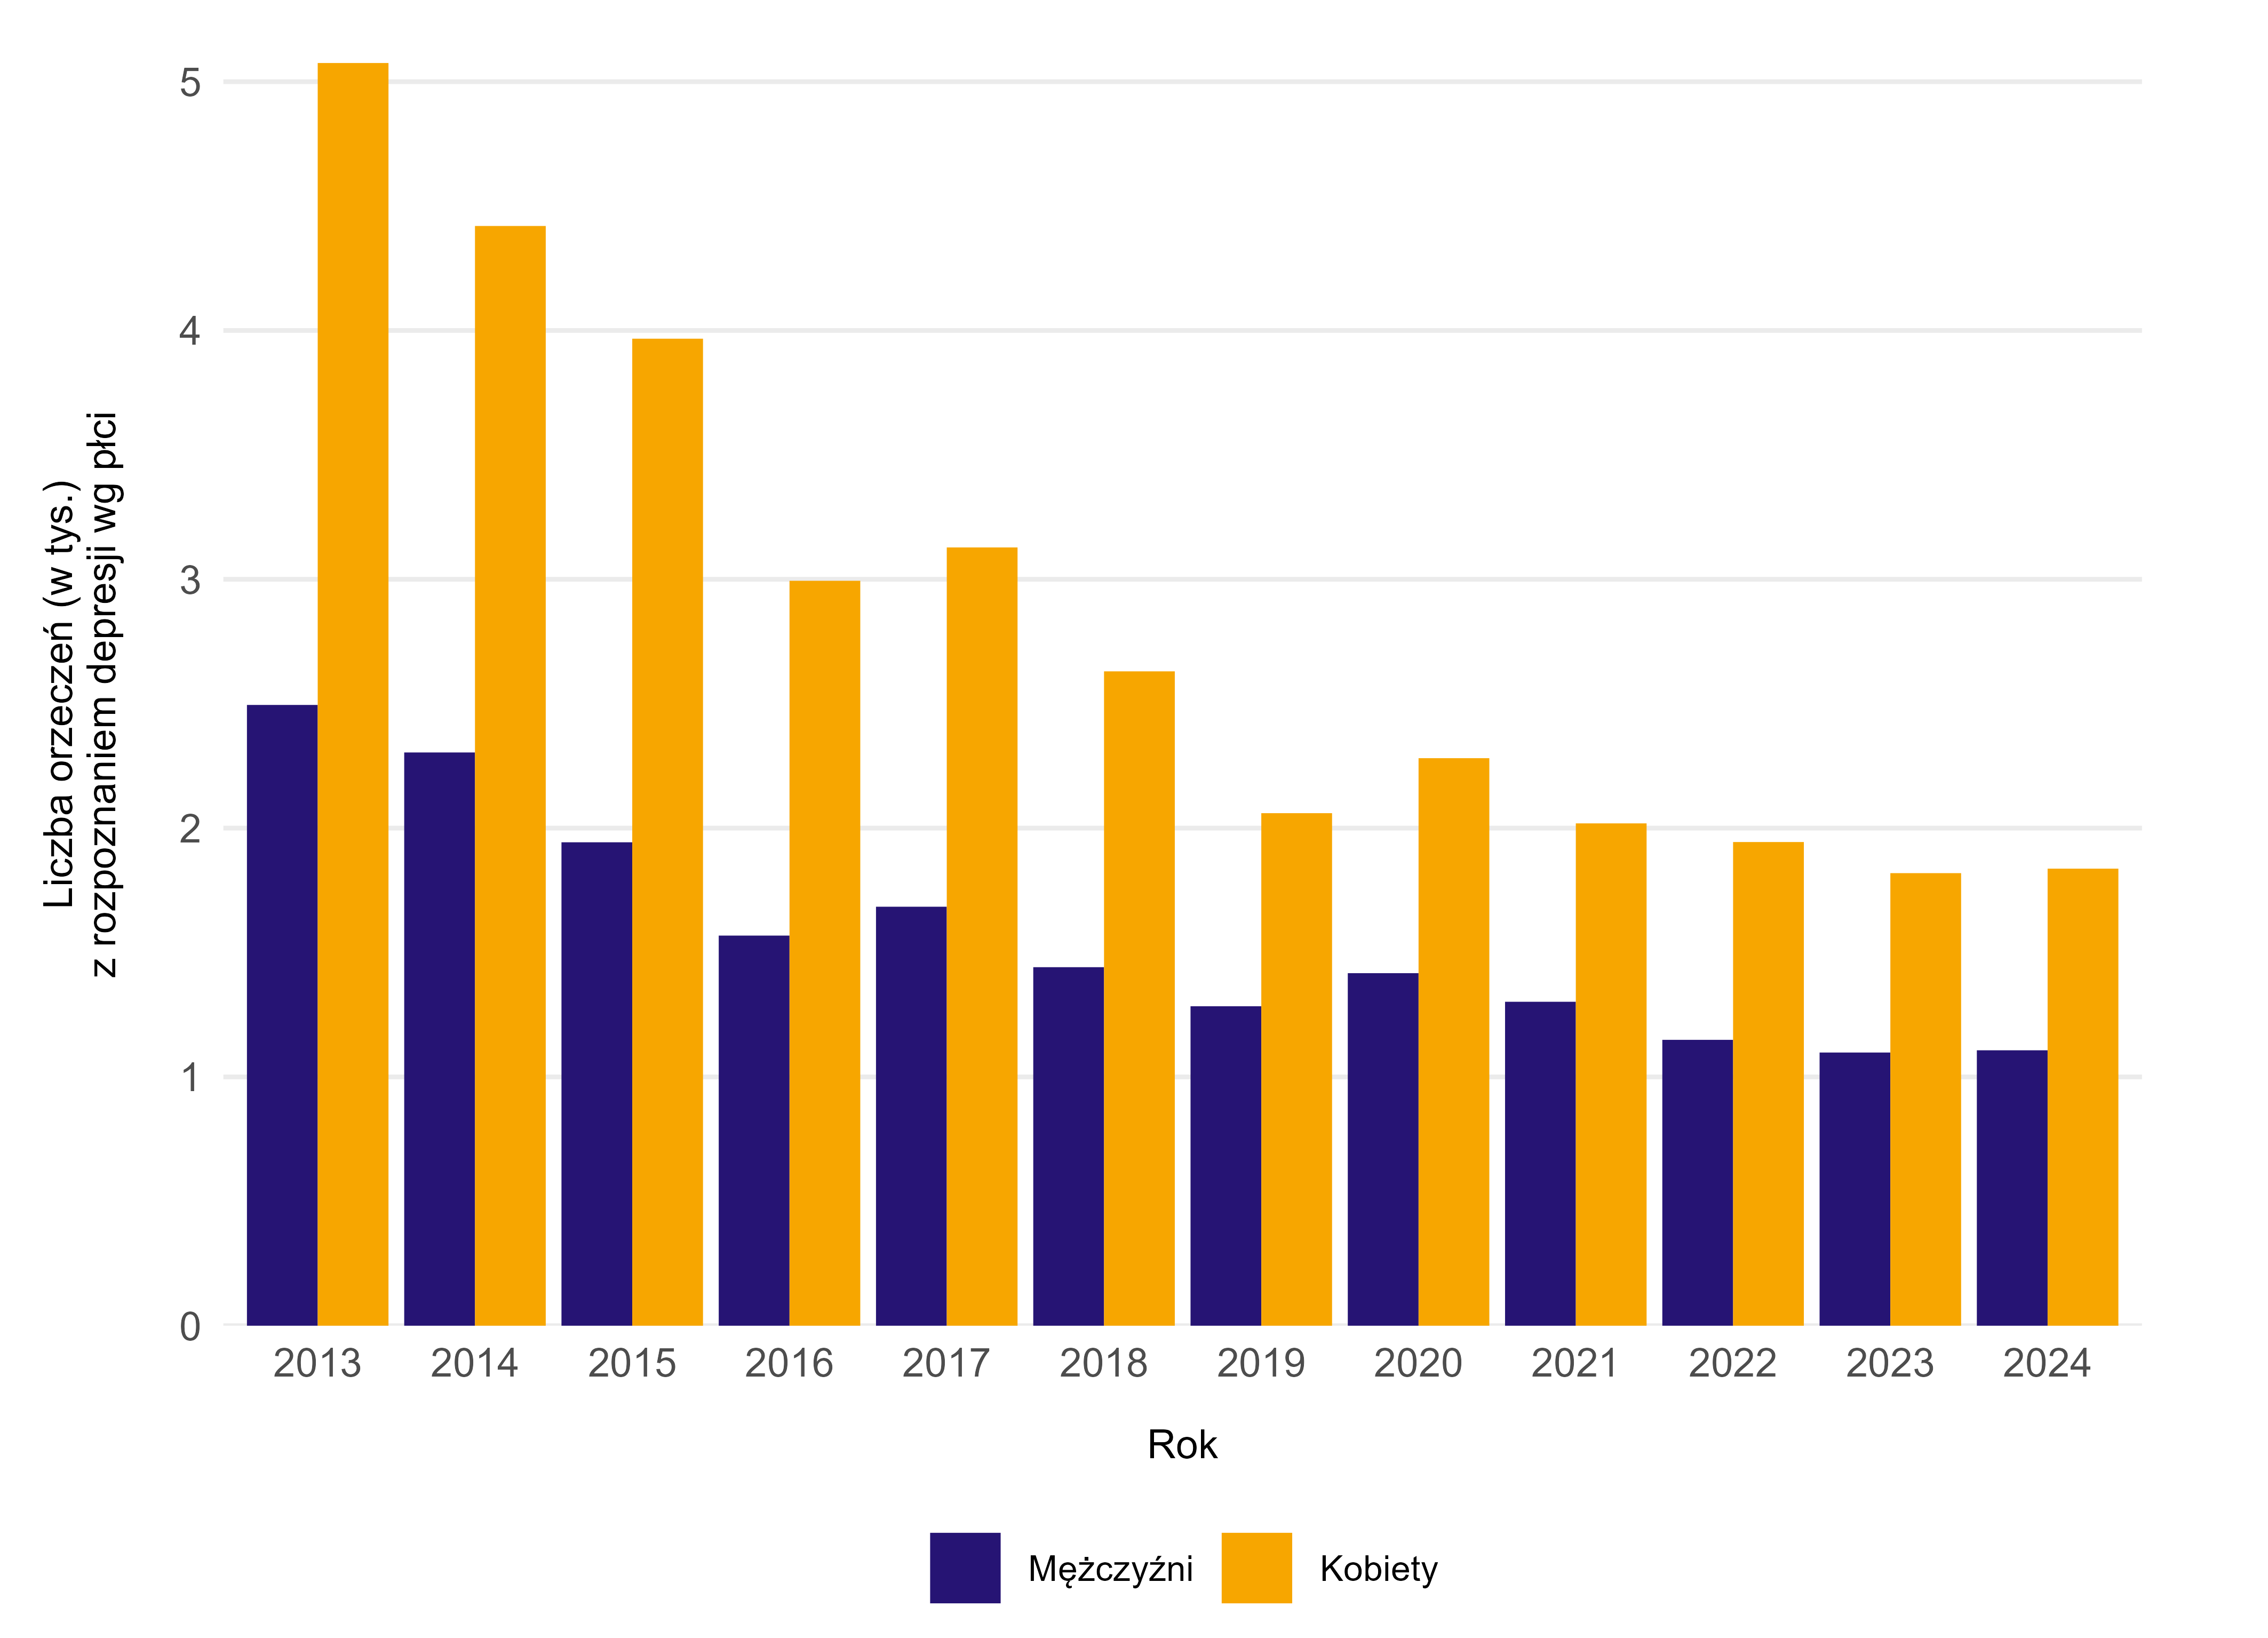 Liczba orzeczeń (w tys.)
z rozpoznaniem depresji wg płci
5
4
3
2
1
0
2013 2014 2015 2016 2017 2018 2019 2020 2021 2022 2023 2024
Rok
Mężczyźni Kobiety